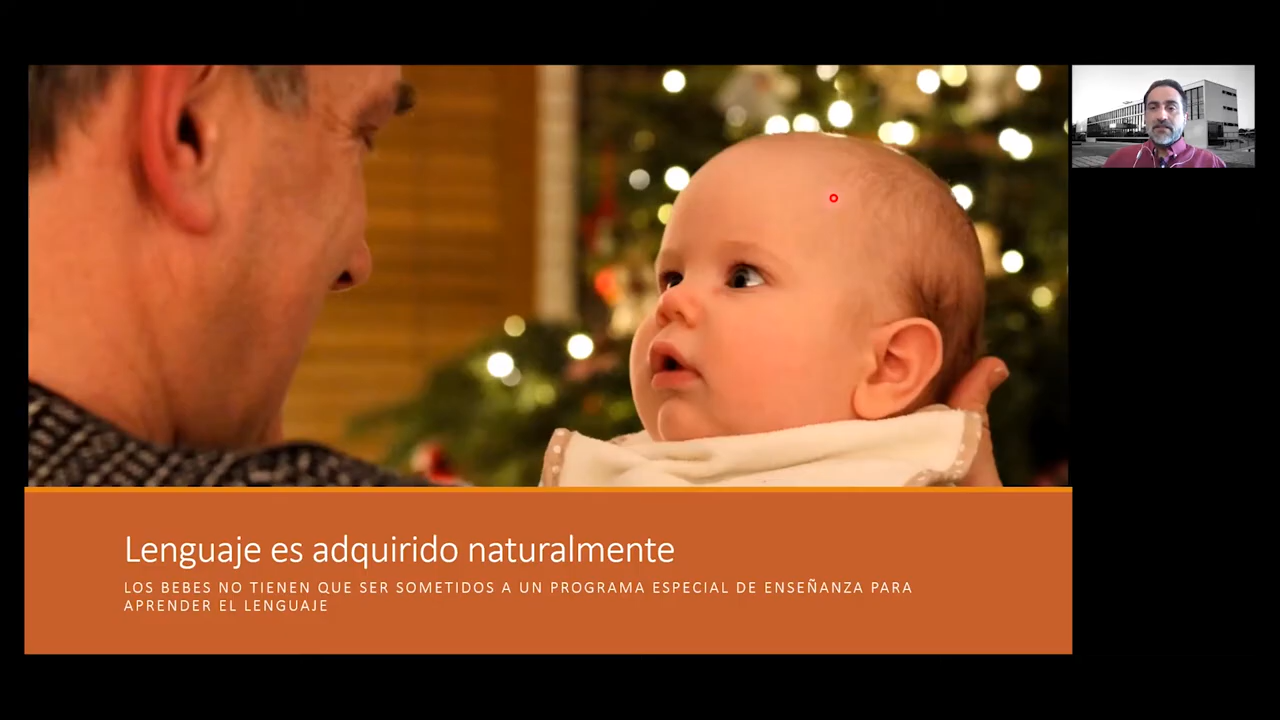 Lenguaje es adquirido naturalmente
LOS BEBES NO TIENEN QUE SER SOMETIDOS A UN PROGRAMA ESPECIAL DE ENSEÑANZA PARA
APRENDER EL LENGUAJE